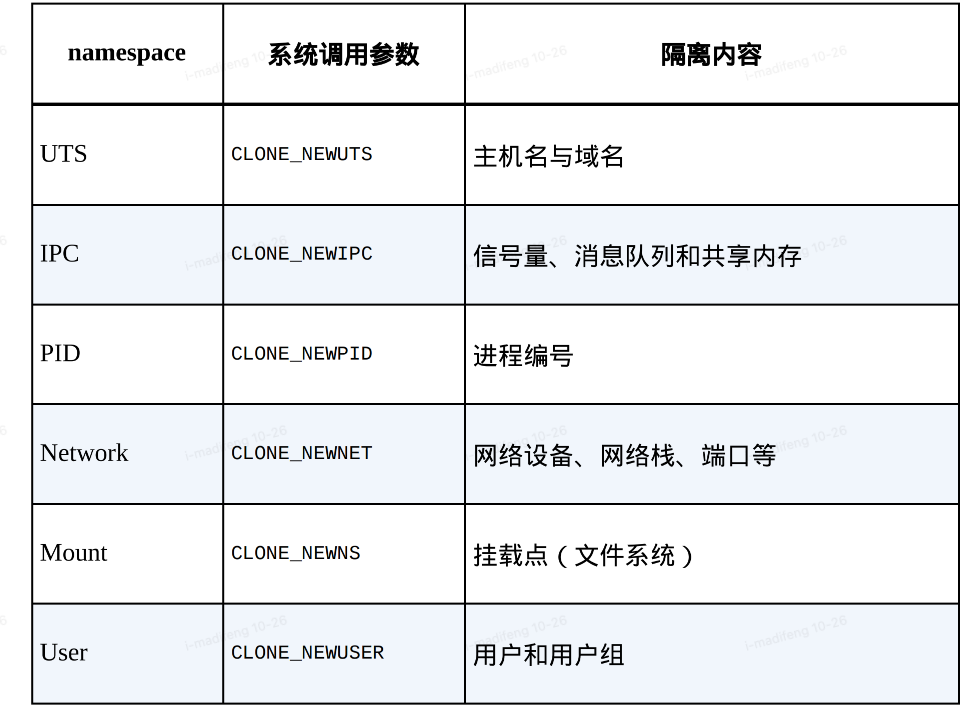 namespace 系统调用参数 隔离内容
UTS CLONE_NEWUTS 主机名与域名
IPC CLONE_NEWIPC 信号量、消息队列和共享内存
PID CLONE_NEWPID 进程编号
Network CLONE_NEWNET 网络设备、网络栈、端口等
Mount CLONE_NEWNS 挂载点（文件系统）
User CLONE_NEWUSER 用户和用户组
i-madifeng 10-26